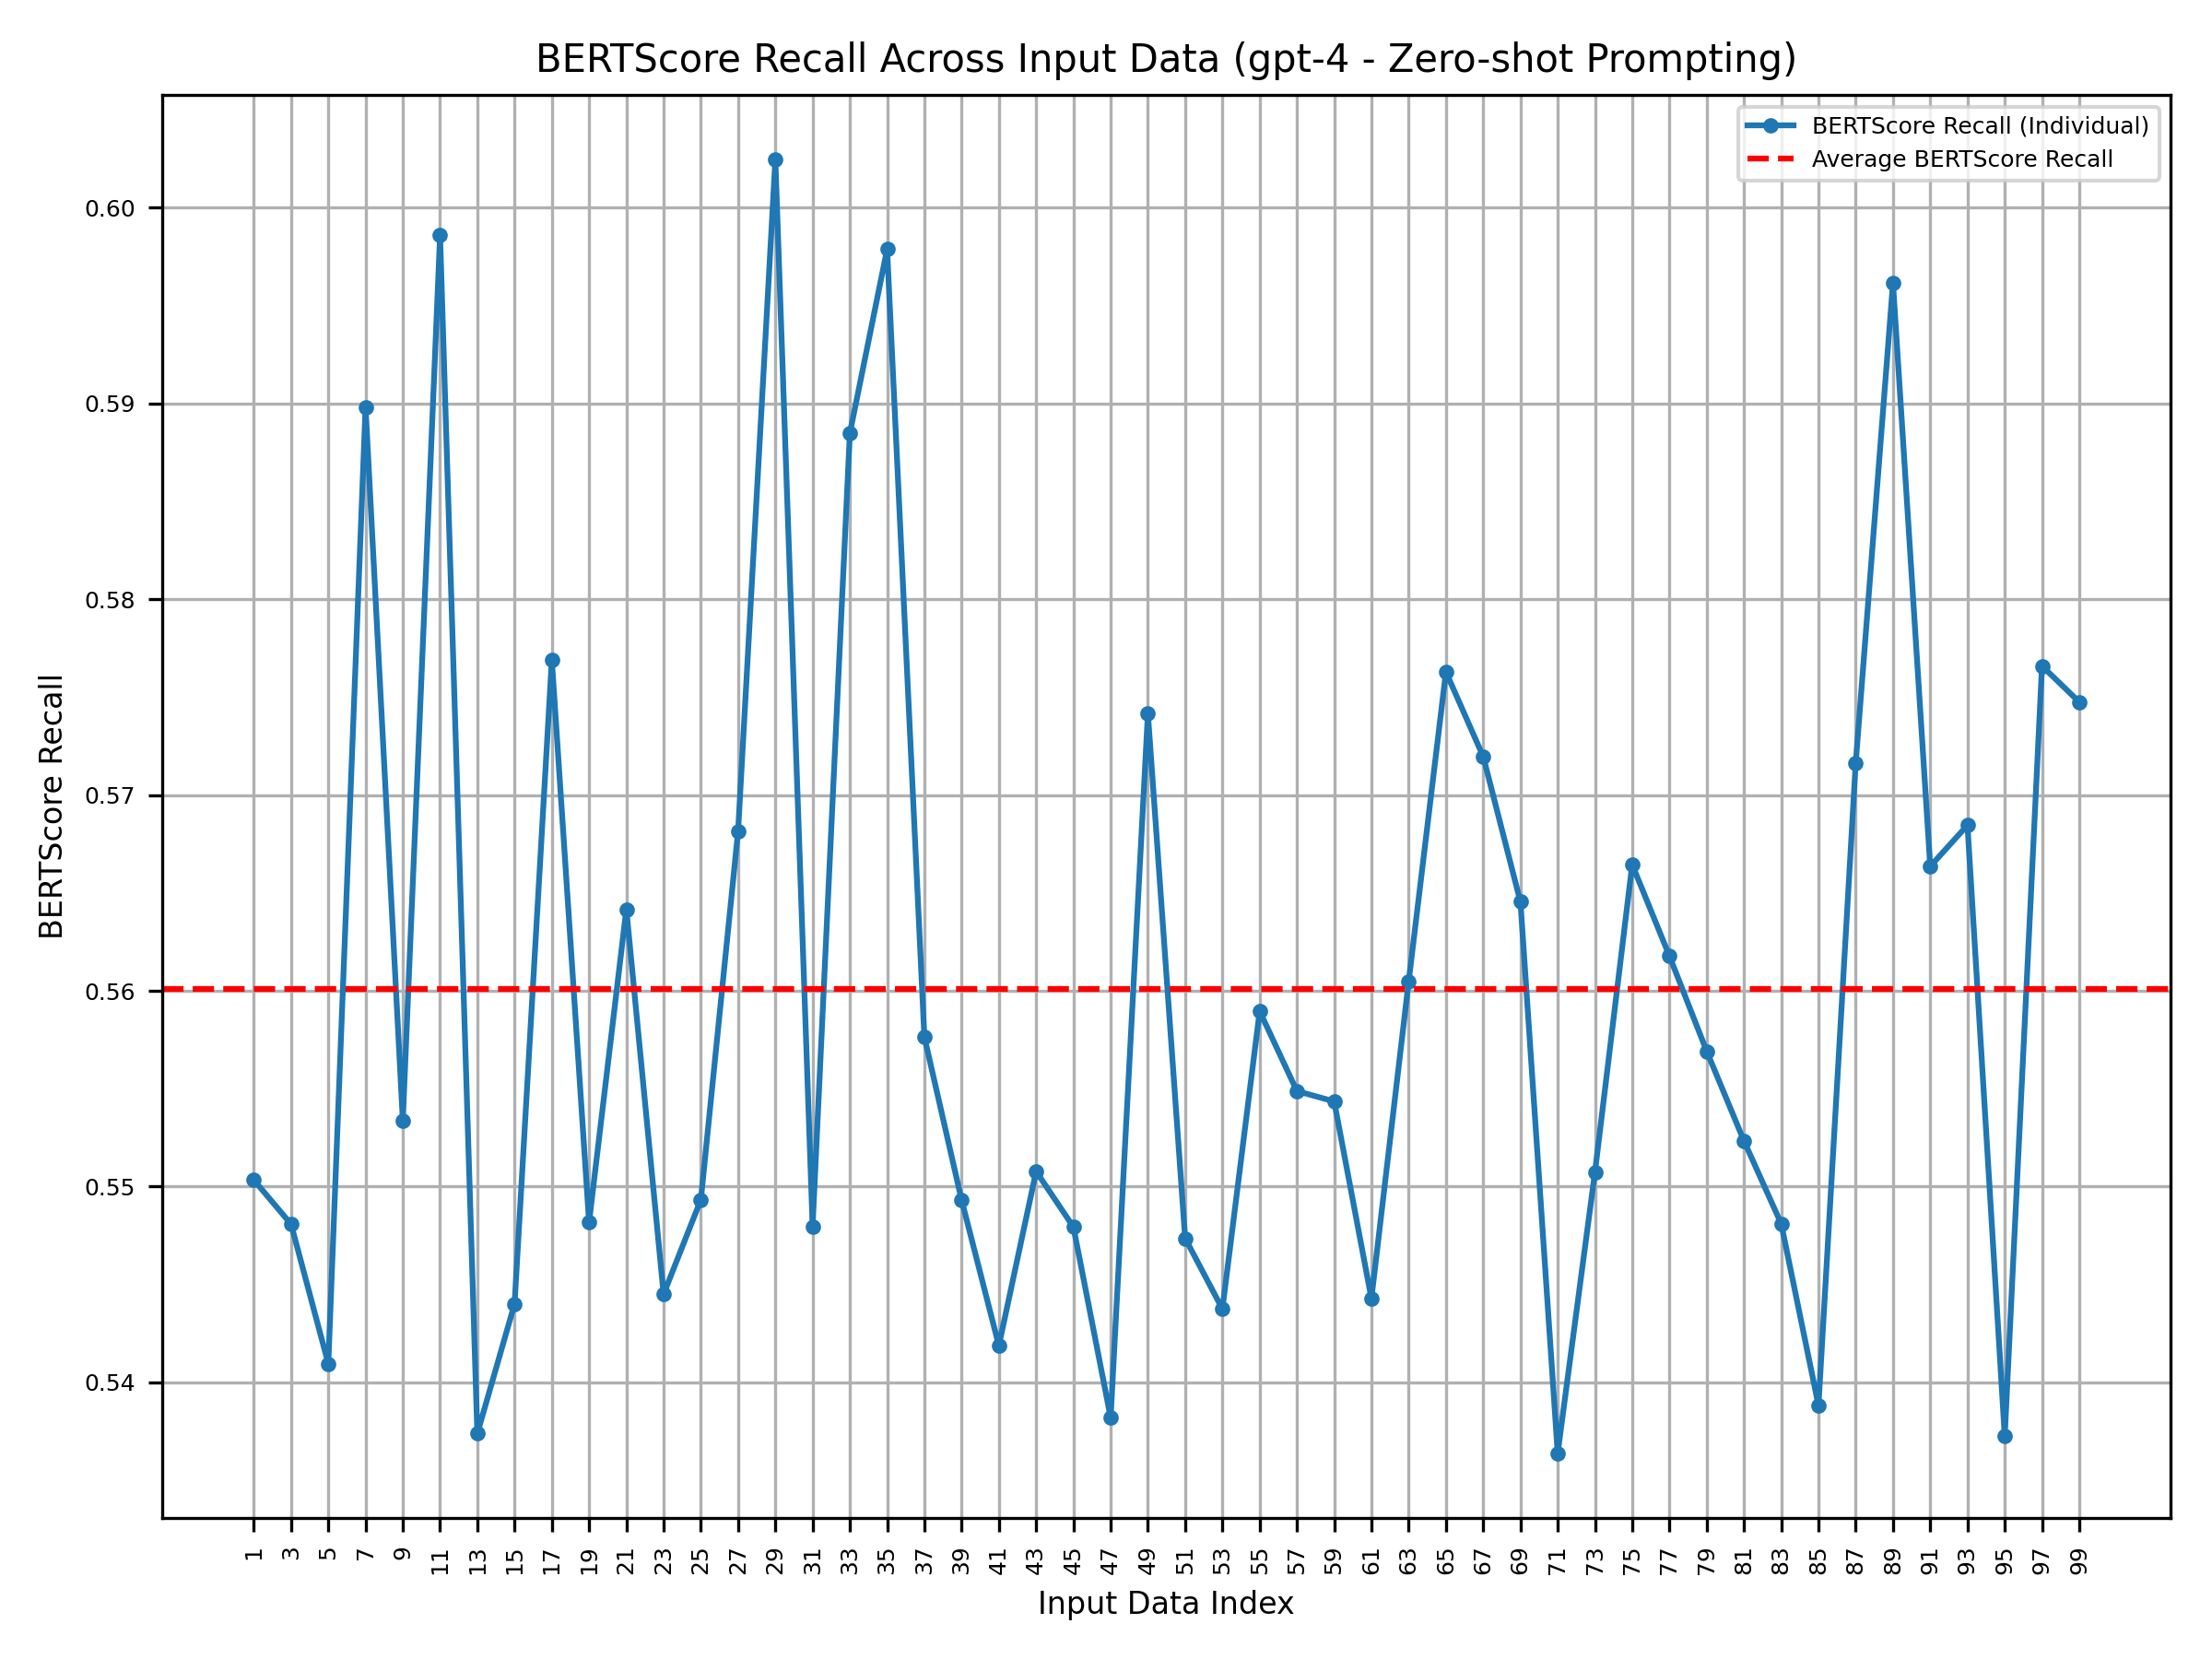 BERTScore Recall Across Input Data (gpt-4 - Zero-shot Prompting)
BERTScore Recall (Individual)
Average BERTScore Recall
BERTScore Recall
0.60
0.59
0.58
0.57
0.56
0.55
0.54
1 3 5 7 9 11 13 15 17 19 21 23 25 27 29 31 33 35 37 39 41 43 45 47 49 51 53 55 57 59 61 63 65 67 69 71 73 75 77 79 81 83 85 87 89 91 93 95 97 99
Input Data Index